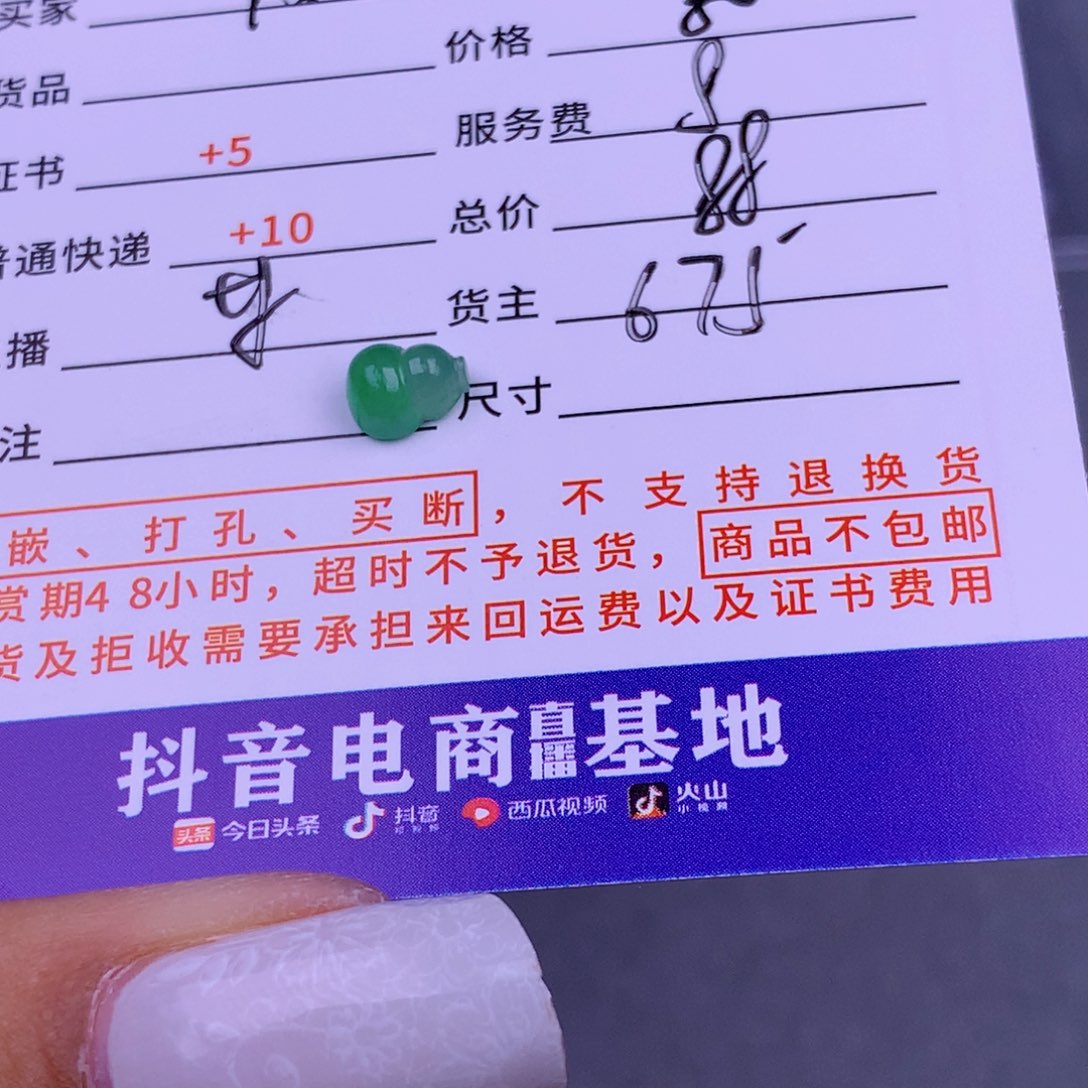 买家
价格
货品
服务费 8
证书 +5
总价 88
普通快递 +10
货主 675
播
尺寸
注
嵌、打孔、买断，不支持退换货
赏期48小时，超时不予退货，商品不包邮
货及拒收需要承担来回运费以及证书费用
抖音电商直播基地
头条 今日头条 抖音 西瓜视频 火山